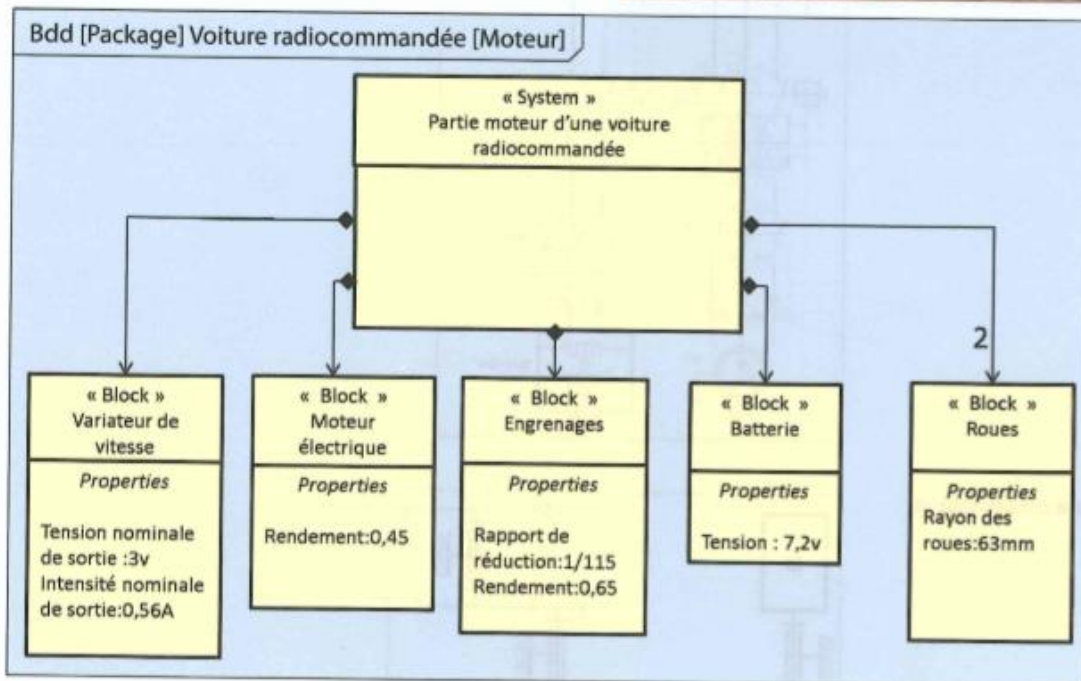 Bdd [Package] Voiture radiocommandée [Moteur]
« System »
Partie moteur d'une voiture
radiocommandée
2
« Block »
Variateur de
vitesse
Properties
Tension nominale
de sortie :3v
Intensité nominale
de sortie:0,56A
« Block »
Moteur
électrique
Properties
Rendement:0,45
« Block »
Engrenages
Properties
Rapport de
réduction:1/115
Rendement:0,65
« Block »
Batterie
Properties
Tension : 7,2v
« Block »
Roues
Properties
Rayon des
roues:63mm